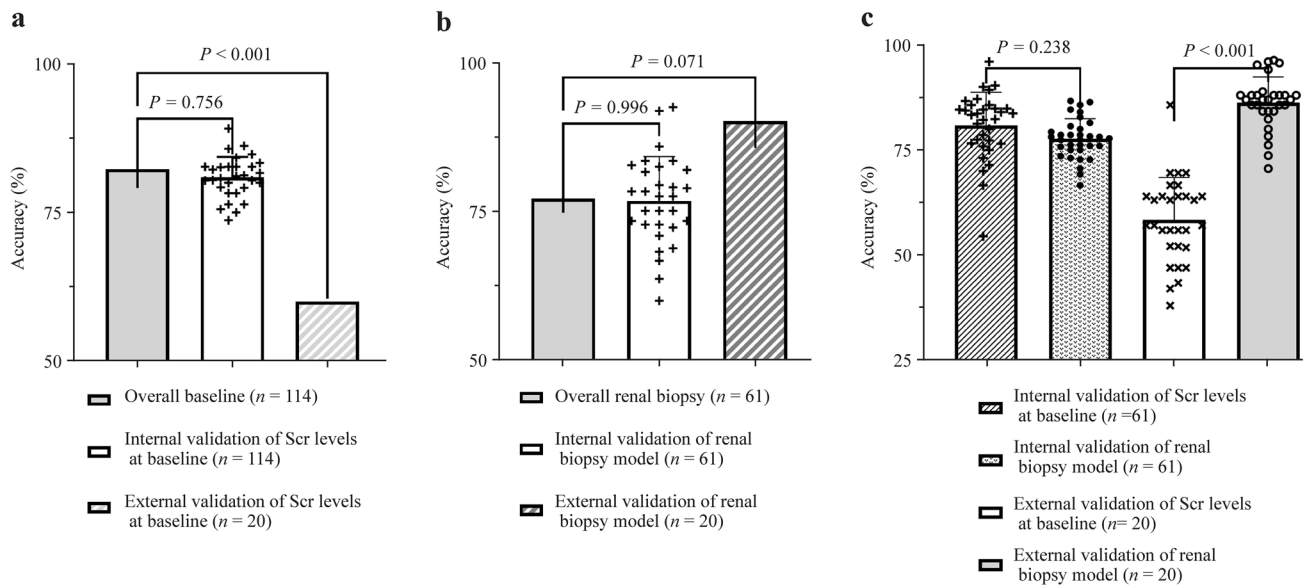 a
P < 0.001
P = 0.756
100
75
50
Accuracy (%)
Overall baseline (n = 114)
Internal validation of Scr levels
at baseline (n = 114)
External validation of Scr levels
at baseline (n = 20)
b
P = 0.071
P = 0.996
100
75
50
Accuracy (%)
Overall renal biopsy (n = 61)
Internal validation of renal
biopsy model (n = 61)
External validation of renal
biopsy model (n = 20)
c
P = 0.238
P < 0.001
100
75
50
25
Accuracy (%)
Internal validation of Scr levels
at baseline (n =61)
Internal validation of renal
biopsy model (n = 61)
External validation of Scr levels
at baseline (n= 20)
External validation of renal
biopsy model (n = 20)